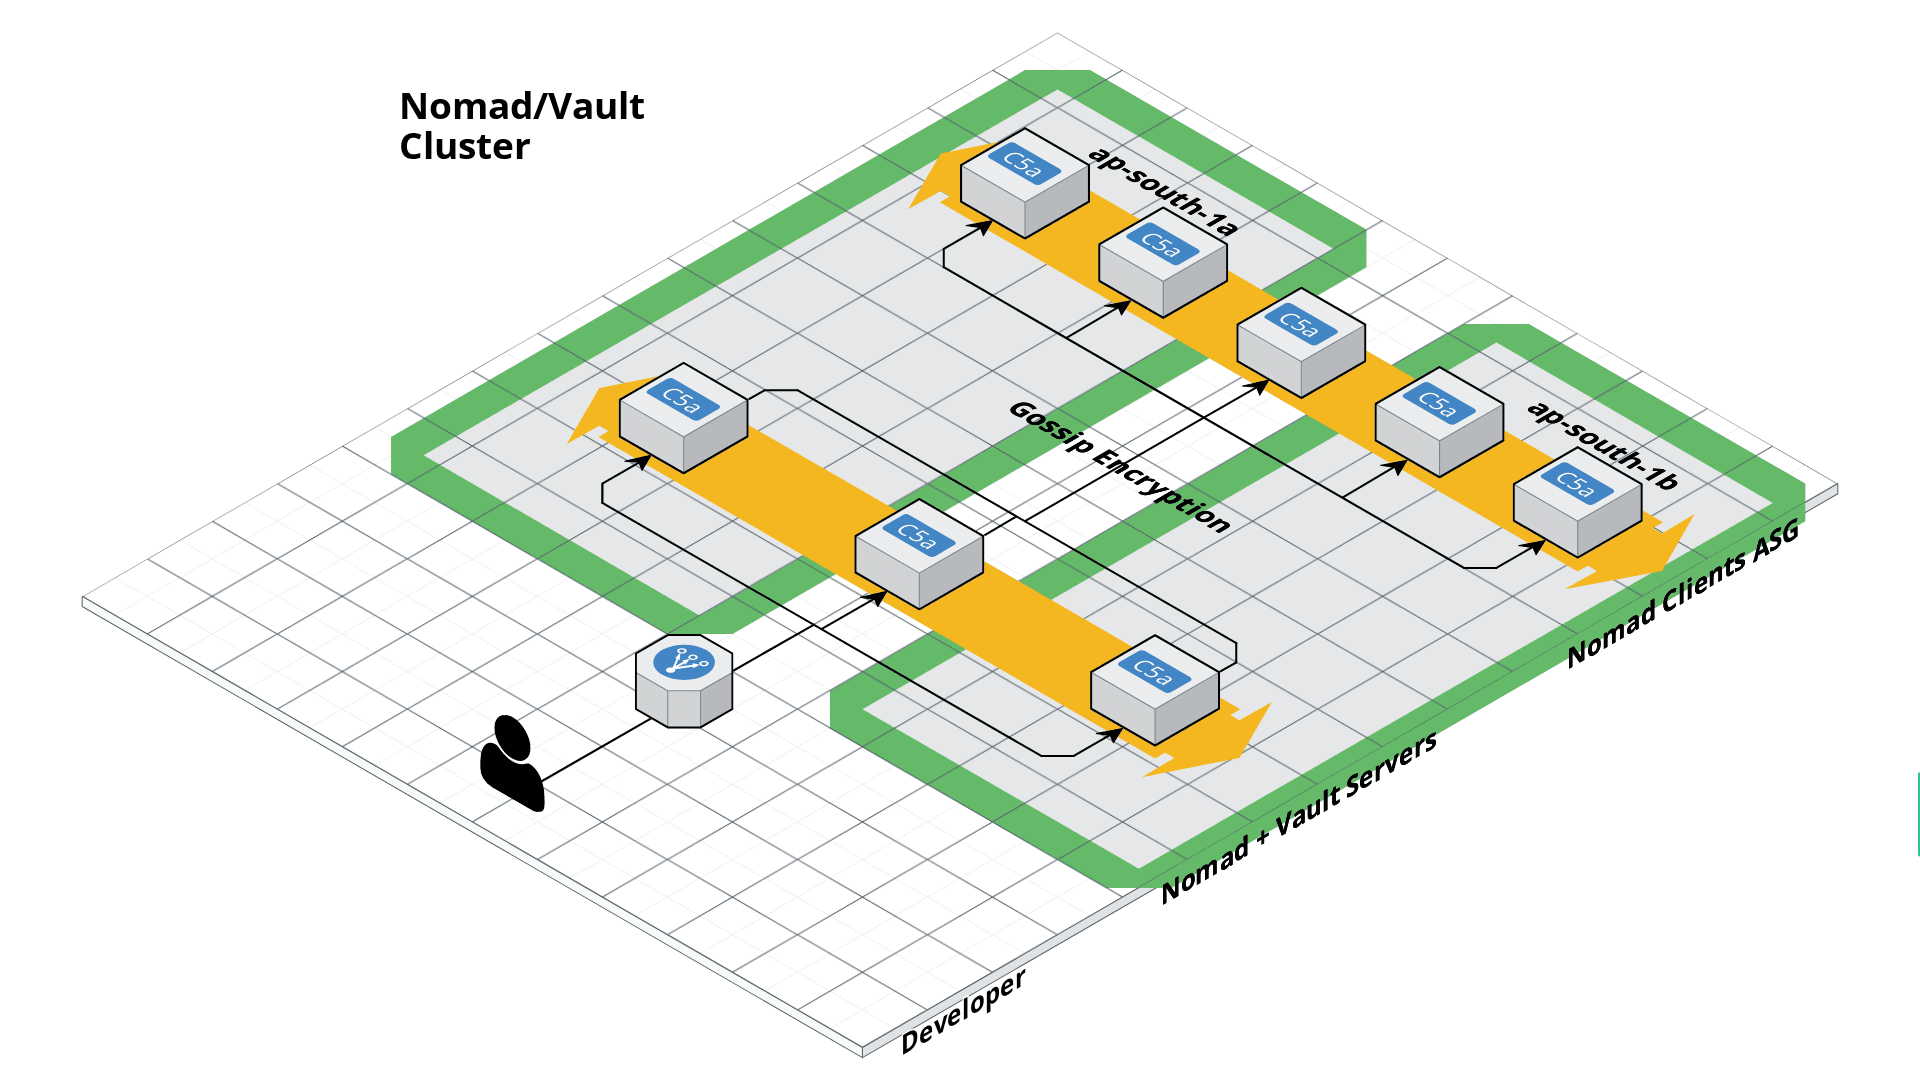 Nomad/Vault
Cluster
C5a
ap-south-1a
C5a
C5a
C5a
ap-south-1b
C5a
C5a
Gossip Encryption
C5a
C5a
Nomad Clients ASG
Nomad + Vault Servers
Developer